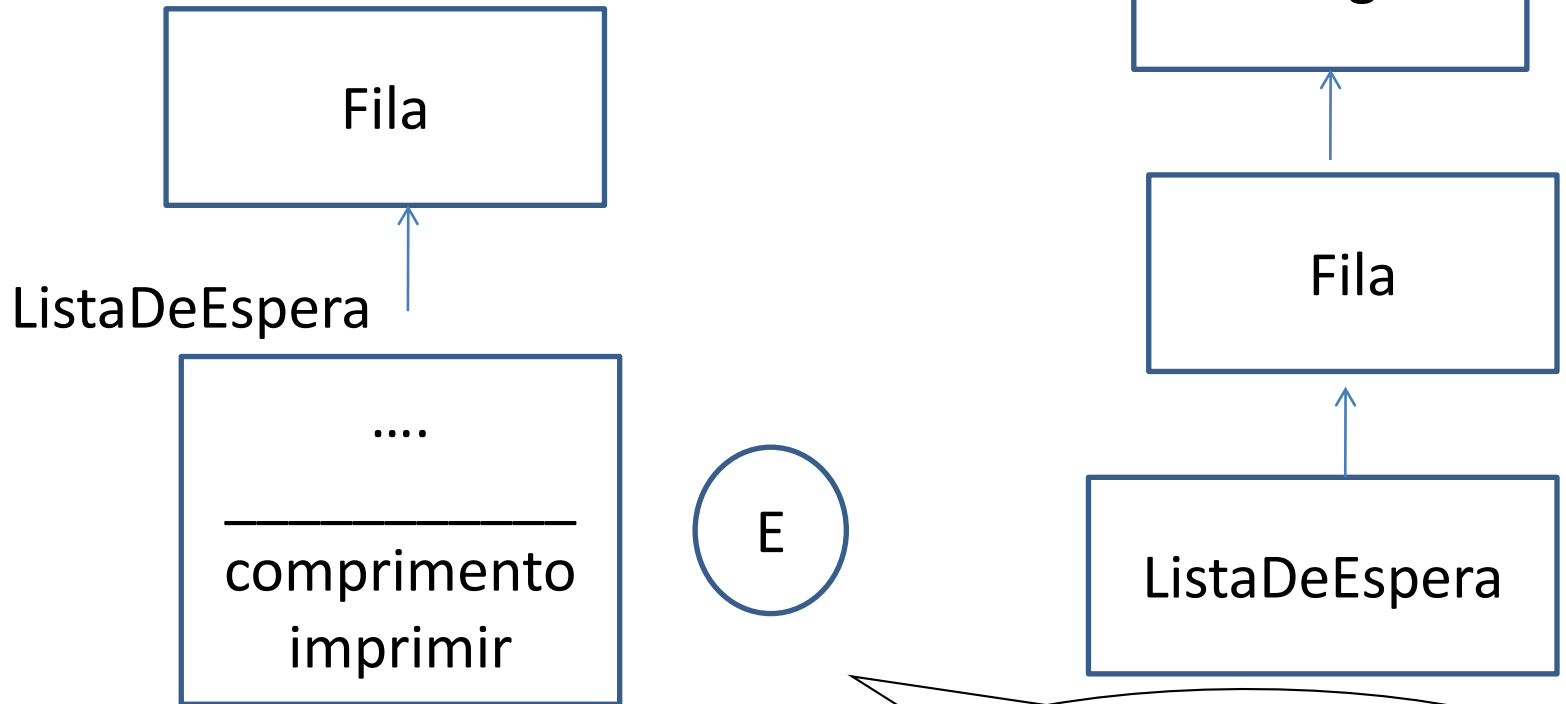 Fila
ListaDeEspera
....
comprimento
imprimir
E
Fila
ListaDeEspera